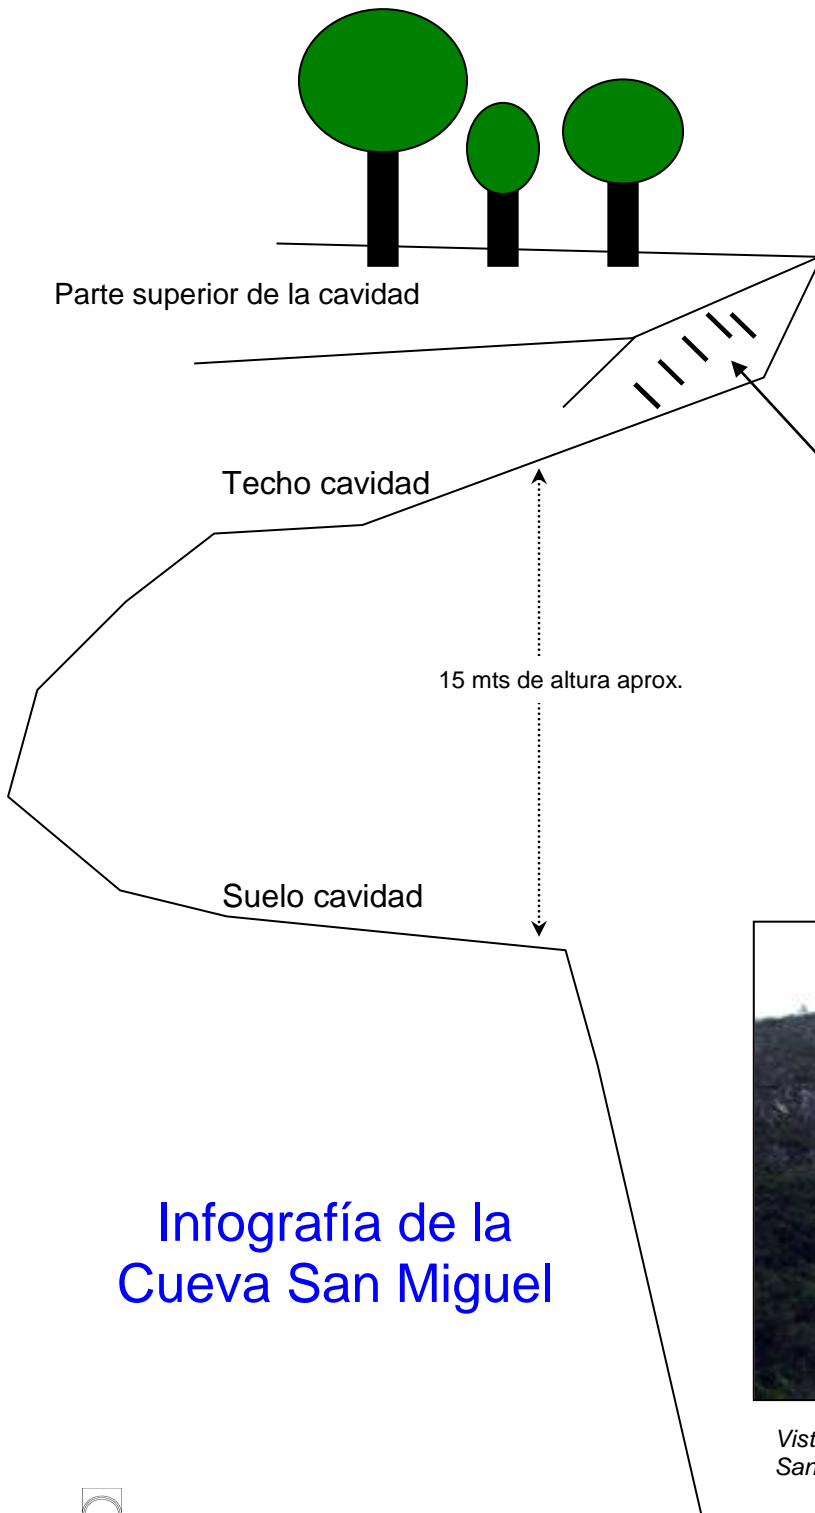 Parte superior de la cavidad
Techo cavidad
15 mts de altura aprox.
Suelo cavidad
Infografía de la
Cueva San Miguel